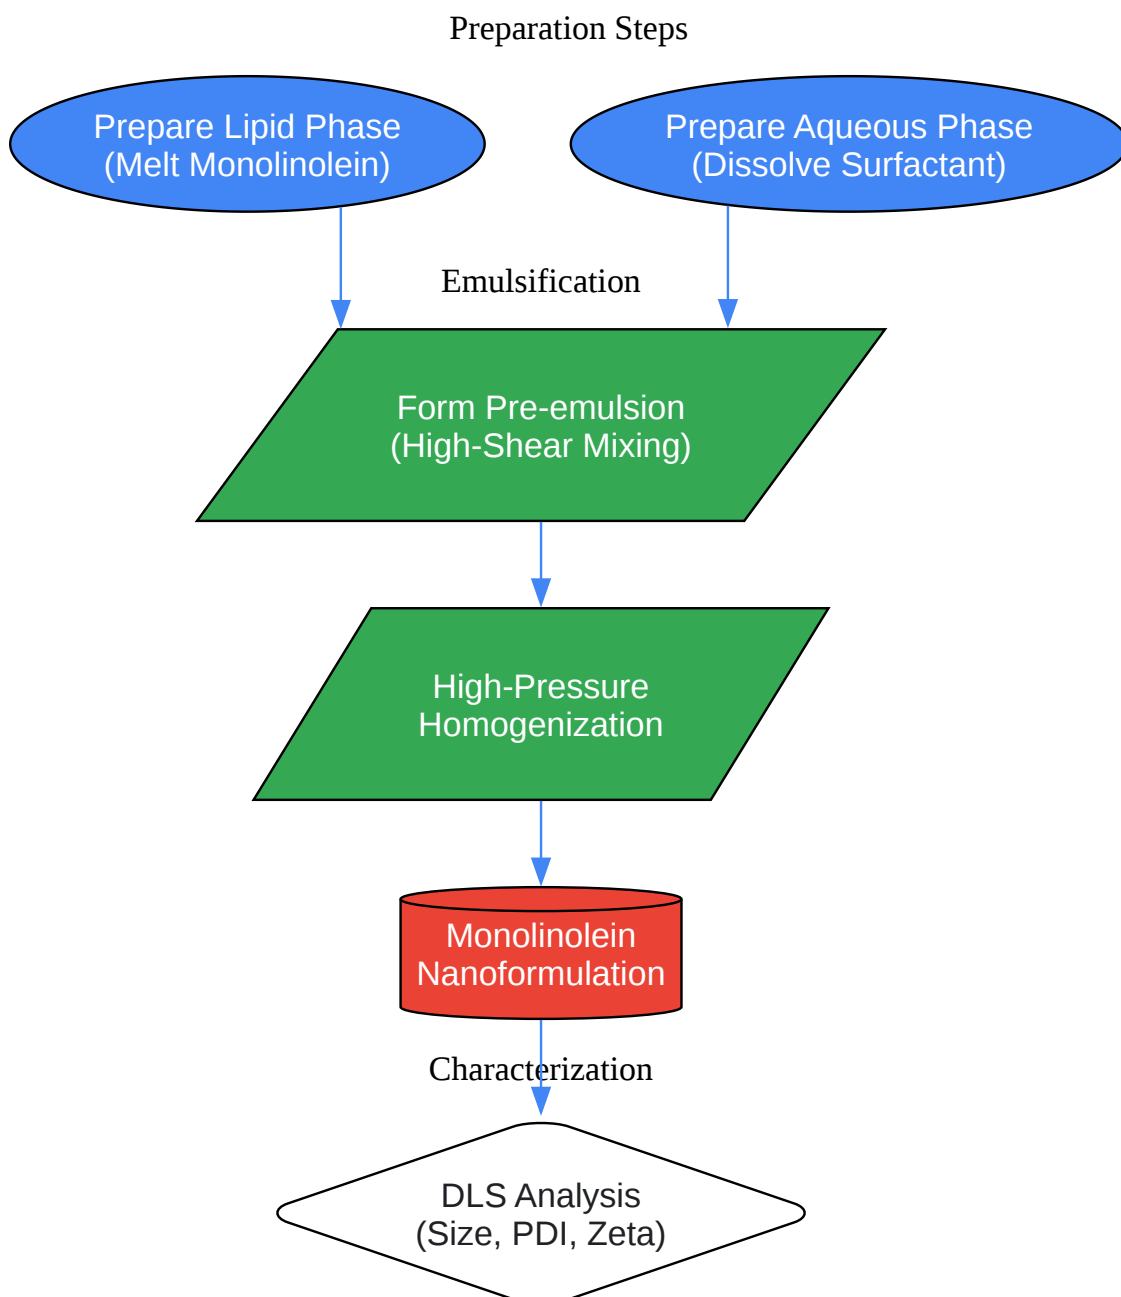 Preparation Steps
Prepare Lipid Phase
(Melt Monolinolein)
Prepare Aqueous Phase
(Dissolve Surfactant)
Emulsification
Form Pre-emulsion
(High-Shear Mixing)
High-Pressure
Homogenization
Monolinolein
Nanoformulation
Characterization
DLS Analysis
(Size, PDI, Zeta)